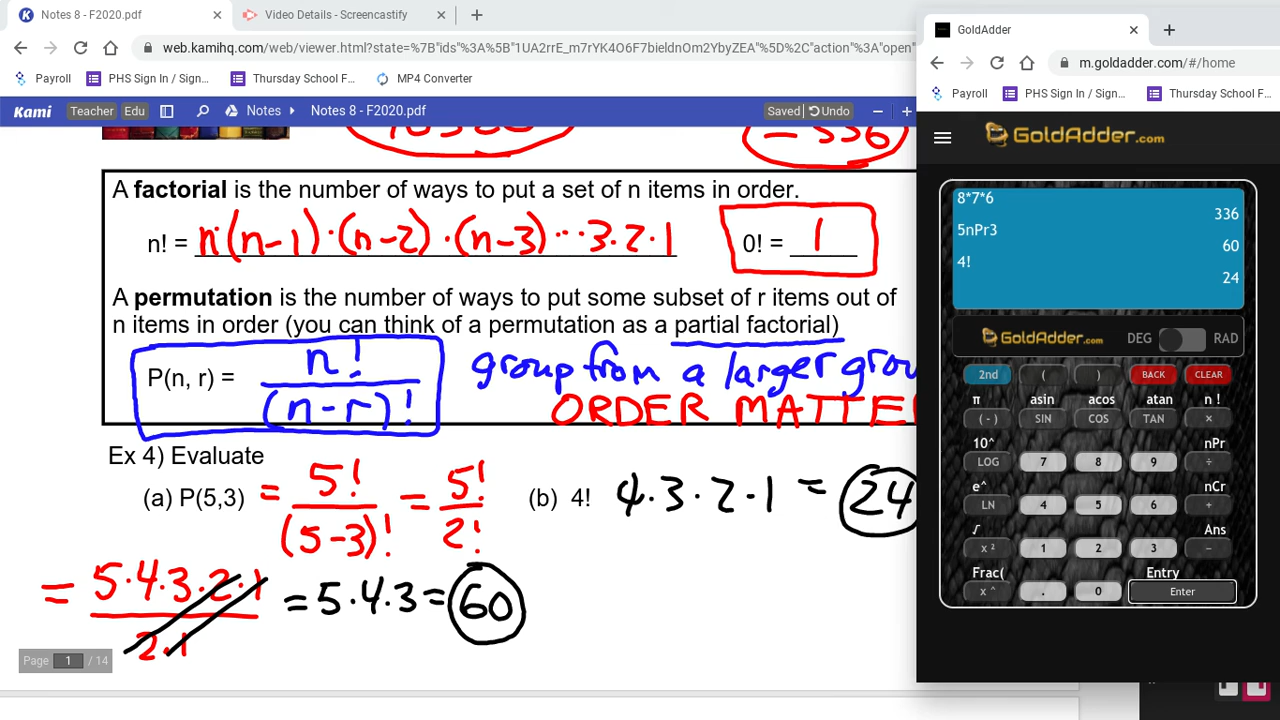 Notes 8 - F2020.pdf
Video Details - Screencastify
web.kamihq.com/web/viewer.html?state=%7B"ids"%3A%5B"1UA2rrE_m7rYK4O6F7bieldnOm2YbyZEA"%5D%2C"action"%3A"open"
Payroll
PHS Sign In / Sign...
Thursday School F...
MP4 Converter
Kami
Teacher
Edu
Notes
Notes 8 - F2020.pdf
Saved
Undo
= 336
A factorial is the number of ways to put a set of n items in order.
n! = n·(n-1)·(n-2)·(n-3)···3·2·1
0! = 1
A permutation is the number of ways to put some subset of r items out of
n items in order (you can think of a permutation as a partial factorial)
P(n, r) = n! / (n-r)!
group from a larger grou
ORDER MATTE
Ex 4) Evaluate
(a) P(5,3) = 5! / (5-3)! = 5! / 2!
= 5·4·3·2·1 / 2·1 = 5·4·3 = 60
(b) 4! 4·3·2·1 = 24
Page 1 / 14
GoldAdder
m.goldadder.com/#/home
Payroll
PHS Sign In / Sign...
Thursday School F...
GoldAdder.com
8*7*6
336
5nPr3
60
4!
24
GoldAdder.com
DEG RAD
2nd ( ) BACK CLEAR
π asin acos atan n !
(-) SIN COS TAN ×
10^ nPr
LOG 7 8 9 ÷
e^ nCr
LN 4 5 6 +
√ Ans
x² 1 2 3 −
Frac( Entry
x^ . 0 Enter